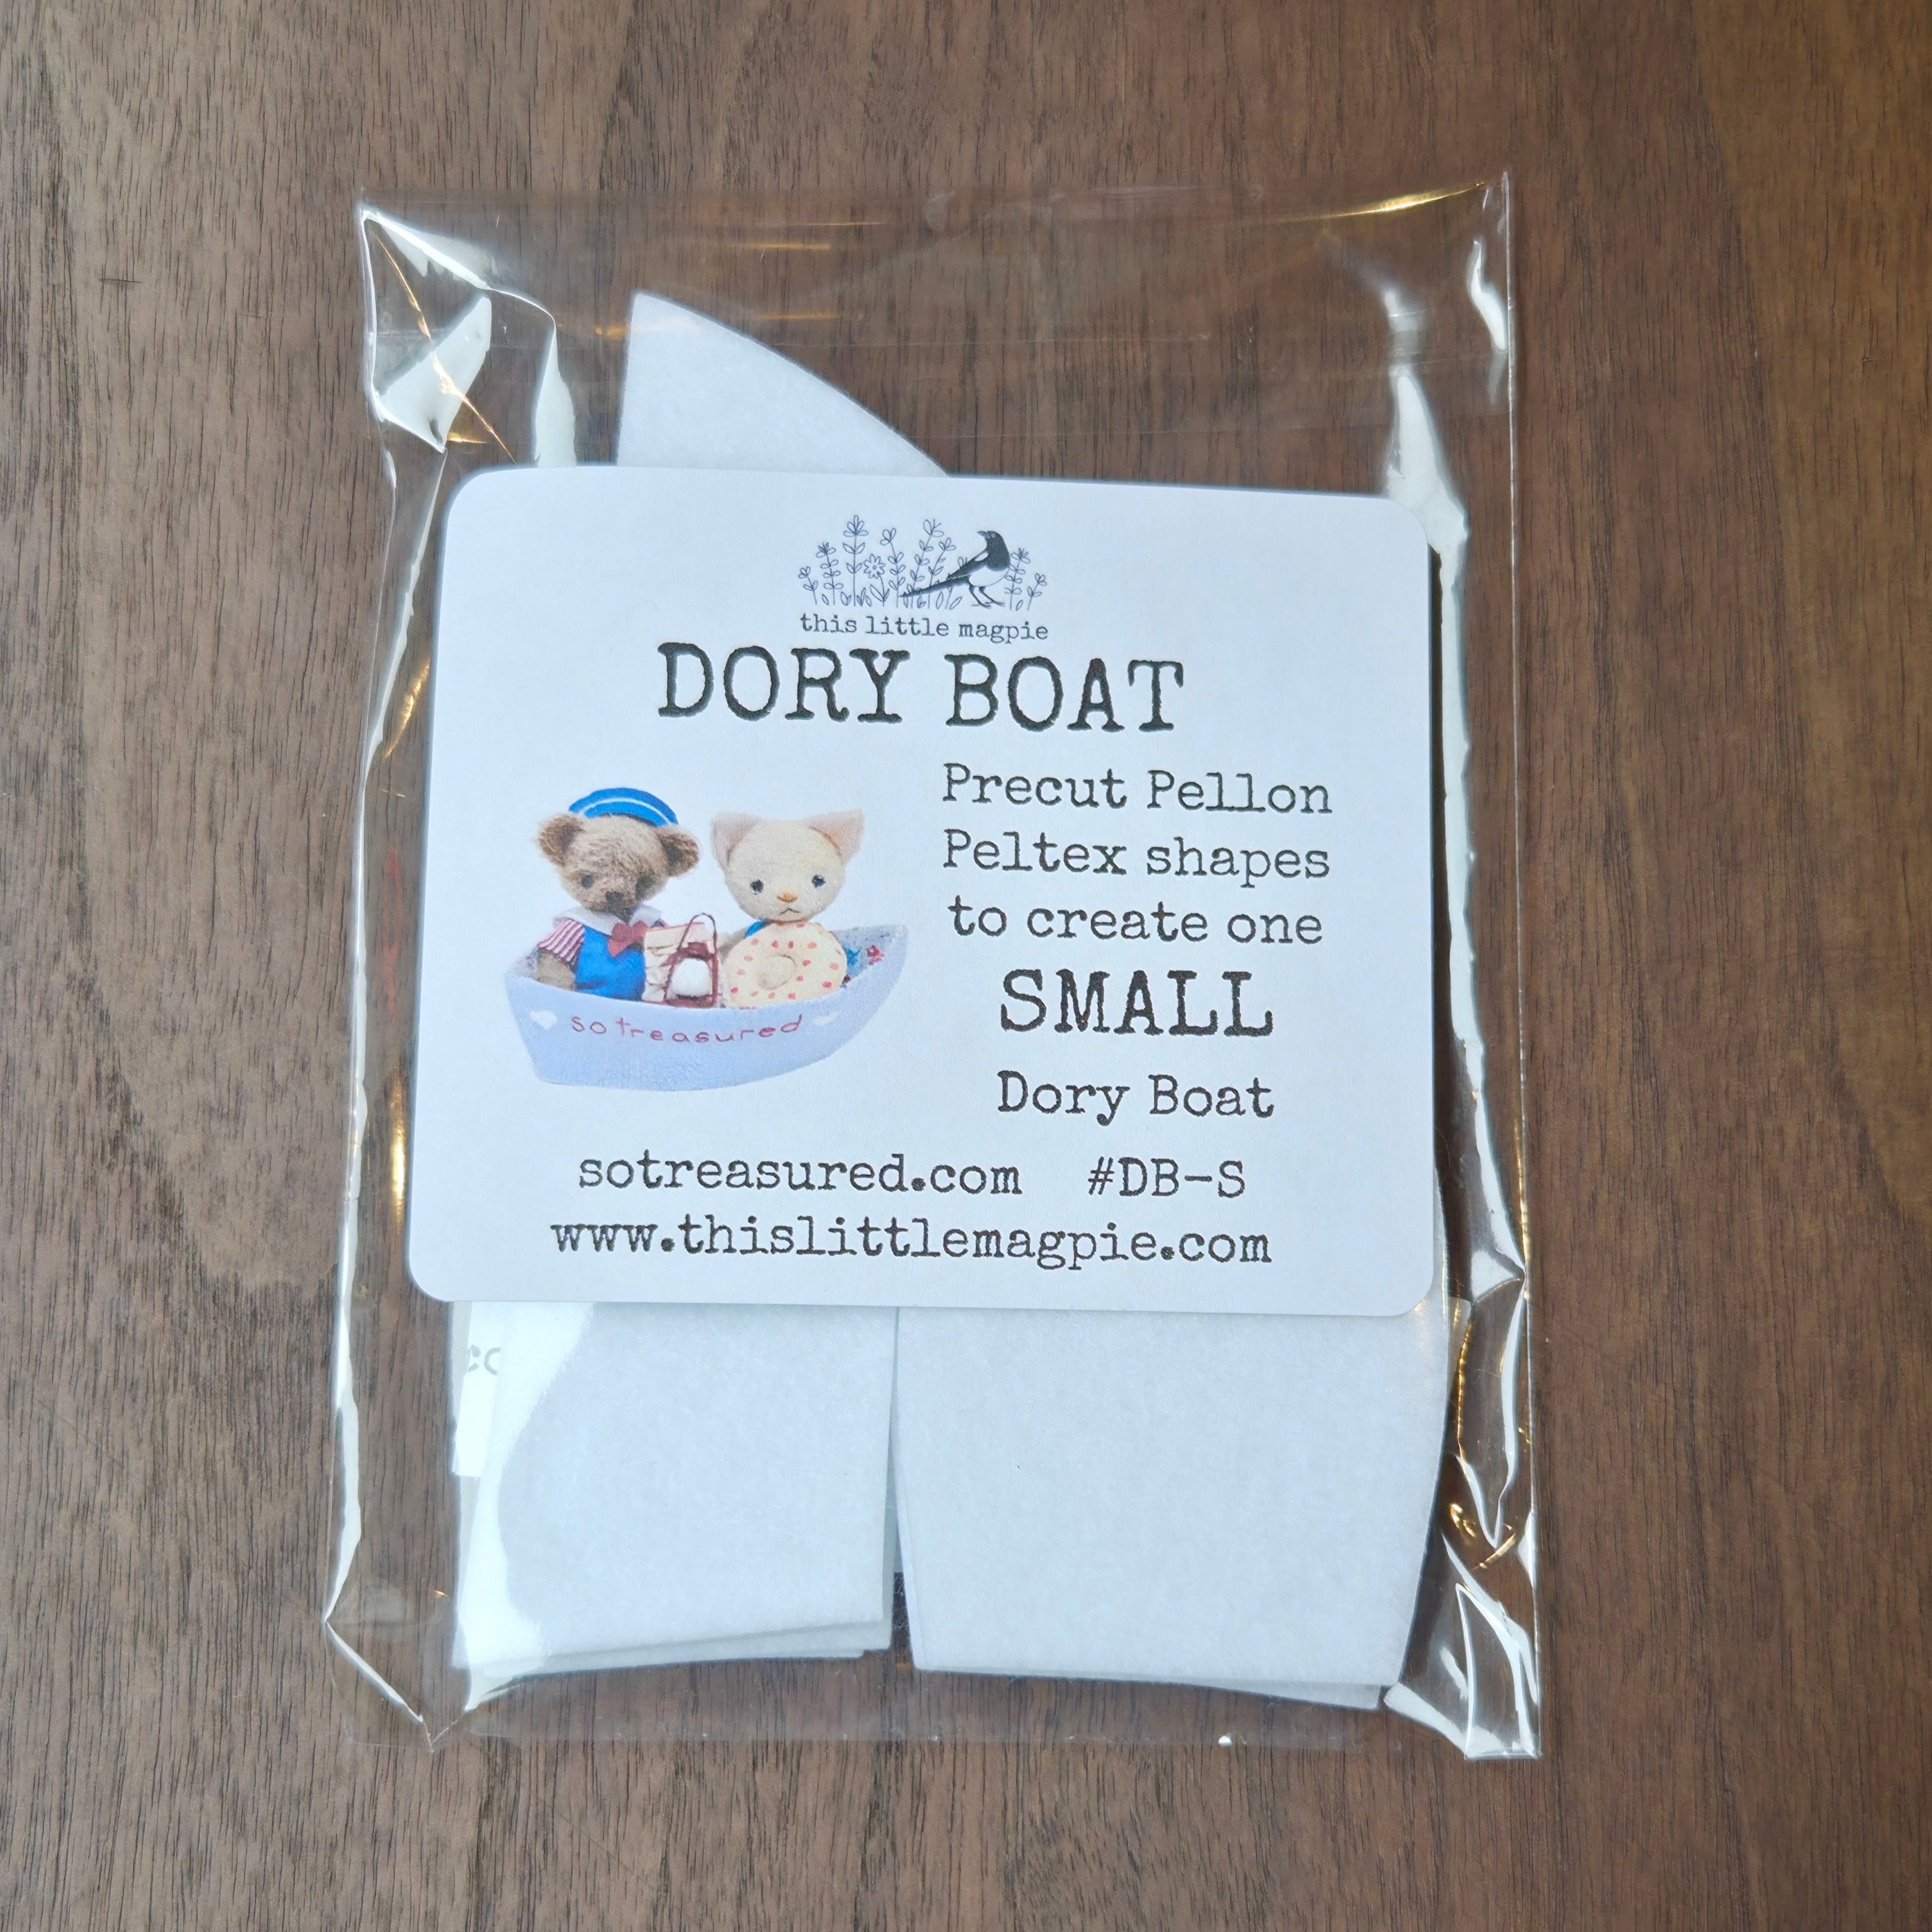 this little magpie
DORY BOAT
Precut Pellon
Peltex shapes
to create one
SMALL
Dory Boat
so treasured
sotreasured.com #DB-S
www.thislittlemagpie.com